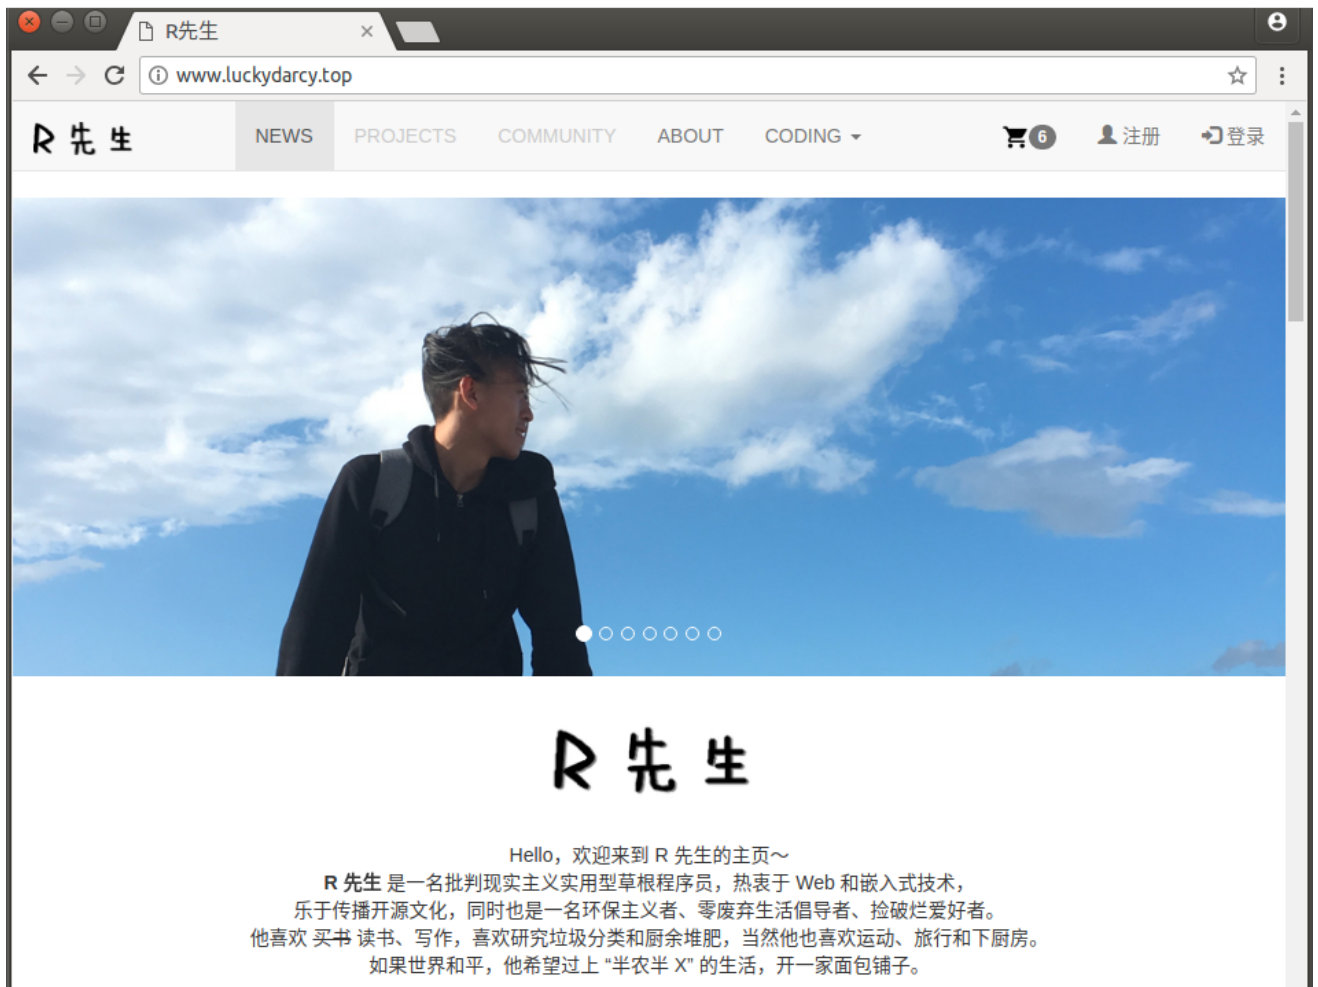 R先生
www.luckydarcy.top
R 先 生
NEWS
PROJECTS
COMMUNITY
ABOUT
CODING
6
注册
登录
R 先 生
Hello，欢迎来到 R 先生的主页～
R 先生 是一名批判现实主义实用型草根程序员，热衷于 Web 和嵌入式技术，
乐于传播开源文化，同时也是一名环保主义者、零废弃生活倡导者、捡破烂爱好者。
他喜欢 买书 读书、写作，喜欢研究垃圾分类和厨余堆肥，当然他也喜欢运动、旅行和下厨房。
如果世界和平，他希望过上 “半农半 X” 的生活，开一家面包铺子。